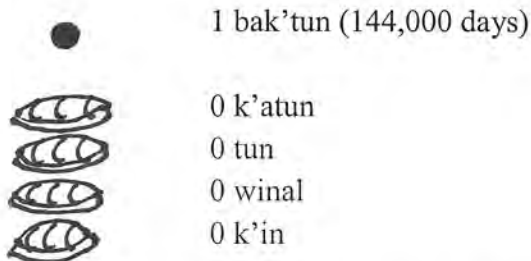 1 bak’tun (144,000 days)
0 k’atun
0 tun
0 winal
0 k’in